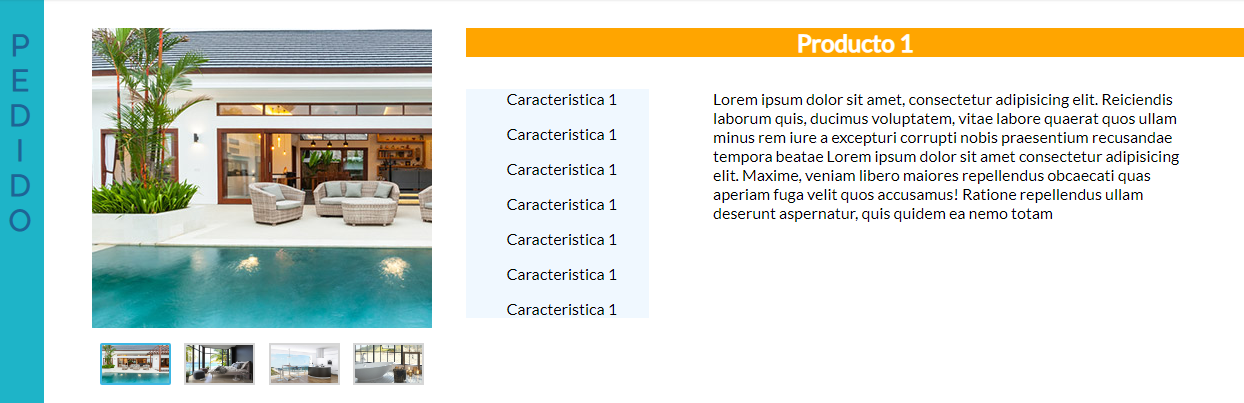 PEDIDO
Producto 1
Caracteristica 1
Caracteristica 1
Caracteristica 1
Caracteristica 1
Caracteristica 1
Caracteristica 1
Caracteristica 1
Lorem ipsum dolor sit amet, consectetur adipisicing elit. Reiciendis
laborum quis, ducimus voluptatem, vitae labore quaerat quos ullam
minus rem iure a excepturi corrupti nobis praesentium recusandae
tempora beatae Lorem ipsum dolor sit amet consectetur adipisicing
elit. Maxime, veniam libero maiores repellendus obcaecati quas
aperiam fuga velit quos accusamus! Ratione repellendus ullam
deserunt aspernatur, quis quidem ea nemo totam